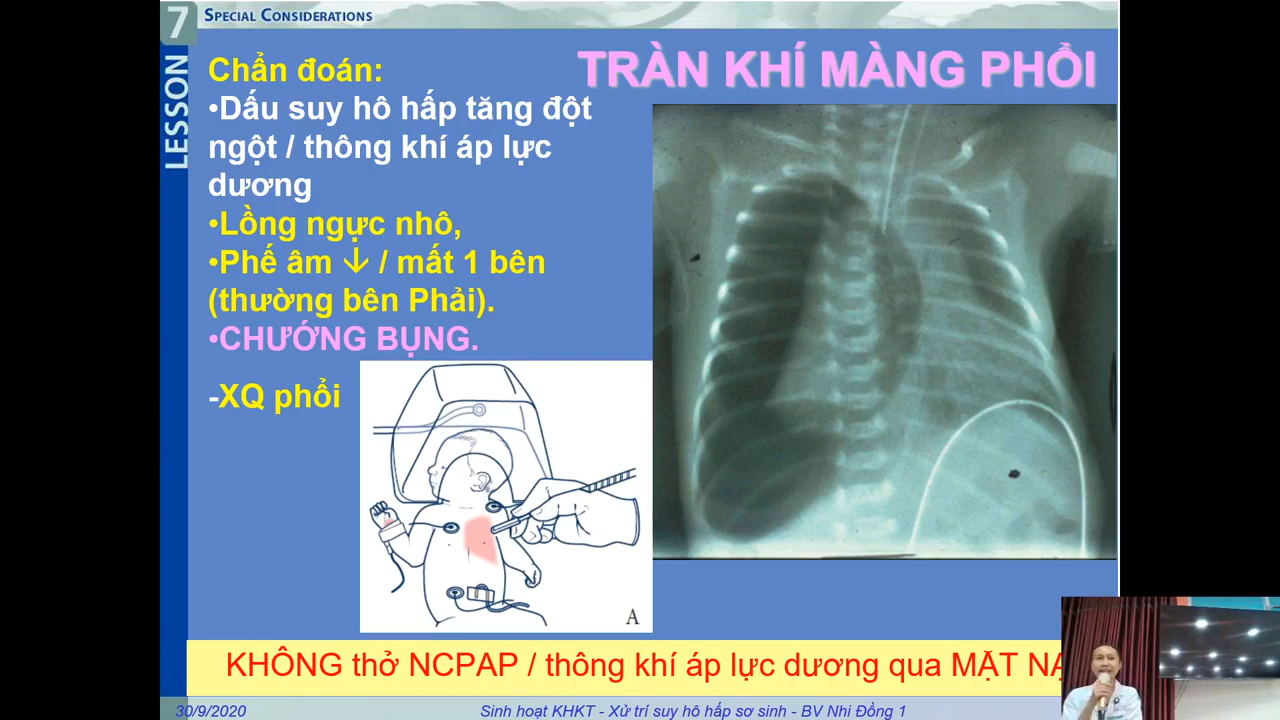 7
SPECIAL CONSIDERATIONS
LESSON
TRÀN KHÍ MÀNG PHỔI
Chẩn đoán:
•Dấu suy hô hấp tăng đột
ngột / thông khí áp lực
dương
•Lồng ngực nhô,
•Phế âm ↓ / mất 1 bên
(thường bên Phải).
•CHƯỚNG BỤNG.
-XQ phổi
A
KHÔNG thở NCPAP / thông khí áp lực dương qua MẶT
30/9/2020
Sinh hoạt KHKT - Xử trí suy hô hấp sơ sinh - BV Nhi Đồng 1